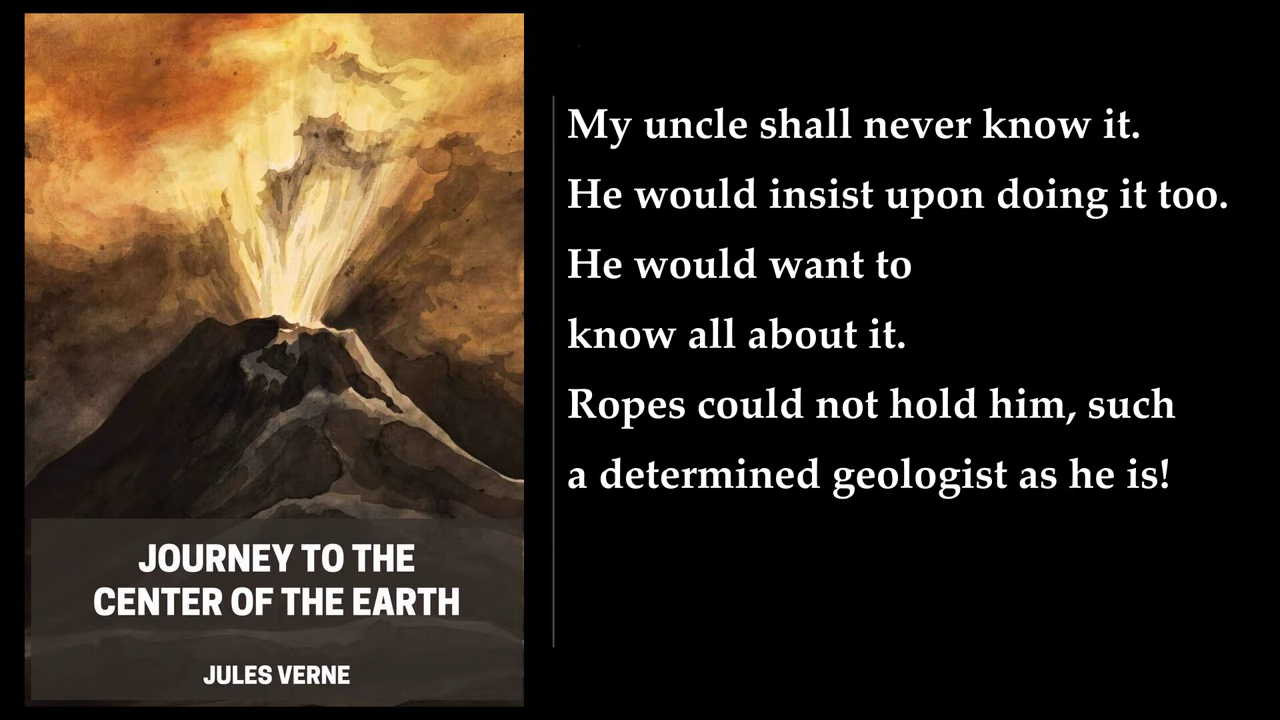 My uncle shall never know it.
He would insist upon doing it too.
He would want to
know all about it.
Ropes could not hold him, such
a determined geologist as he is!
JOURNEY TO THE
CENTER OF THE EARTH
JULES VERNE